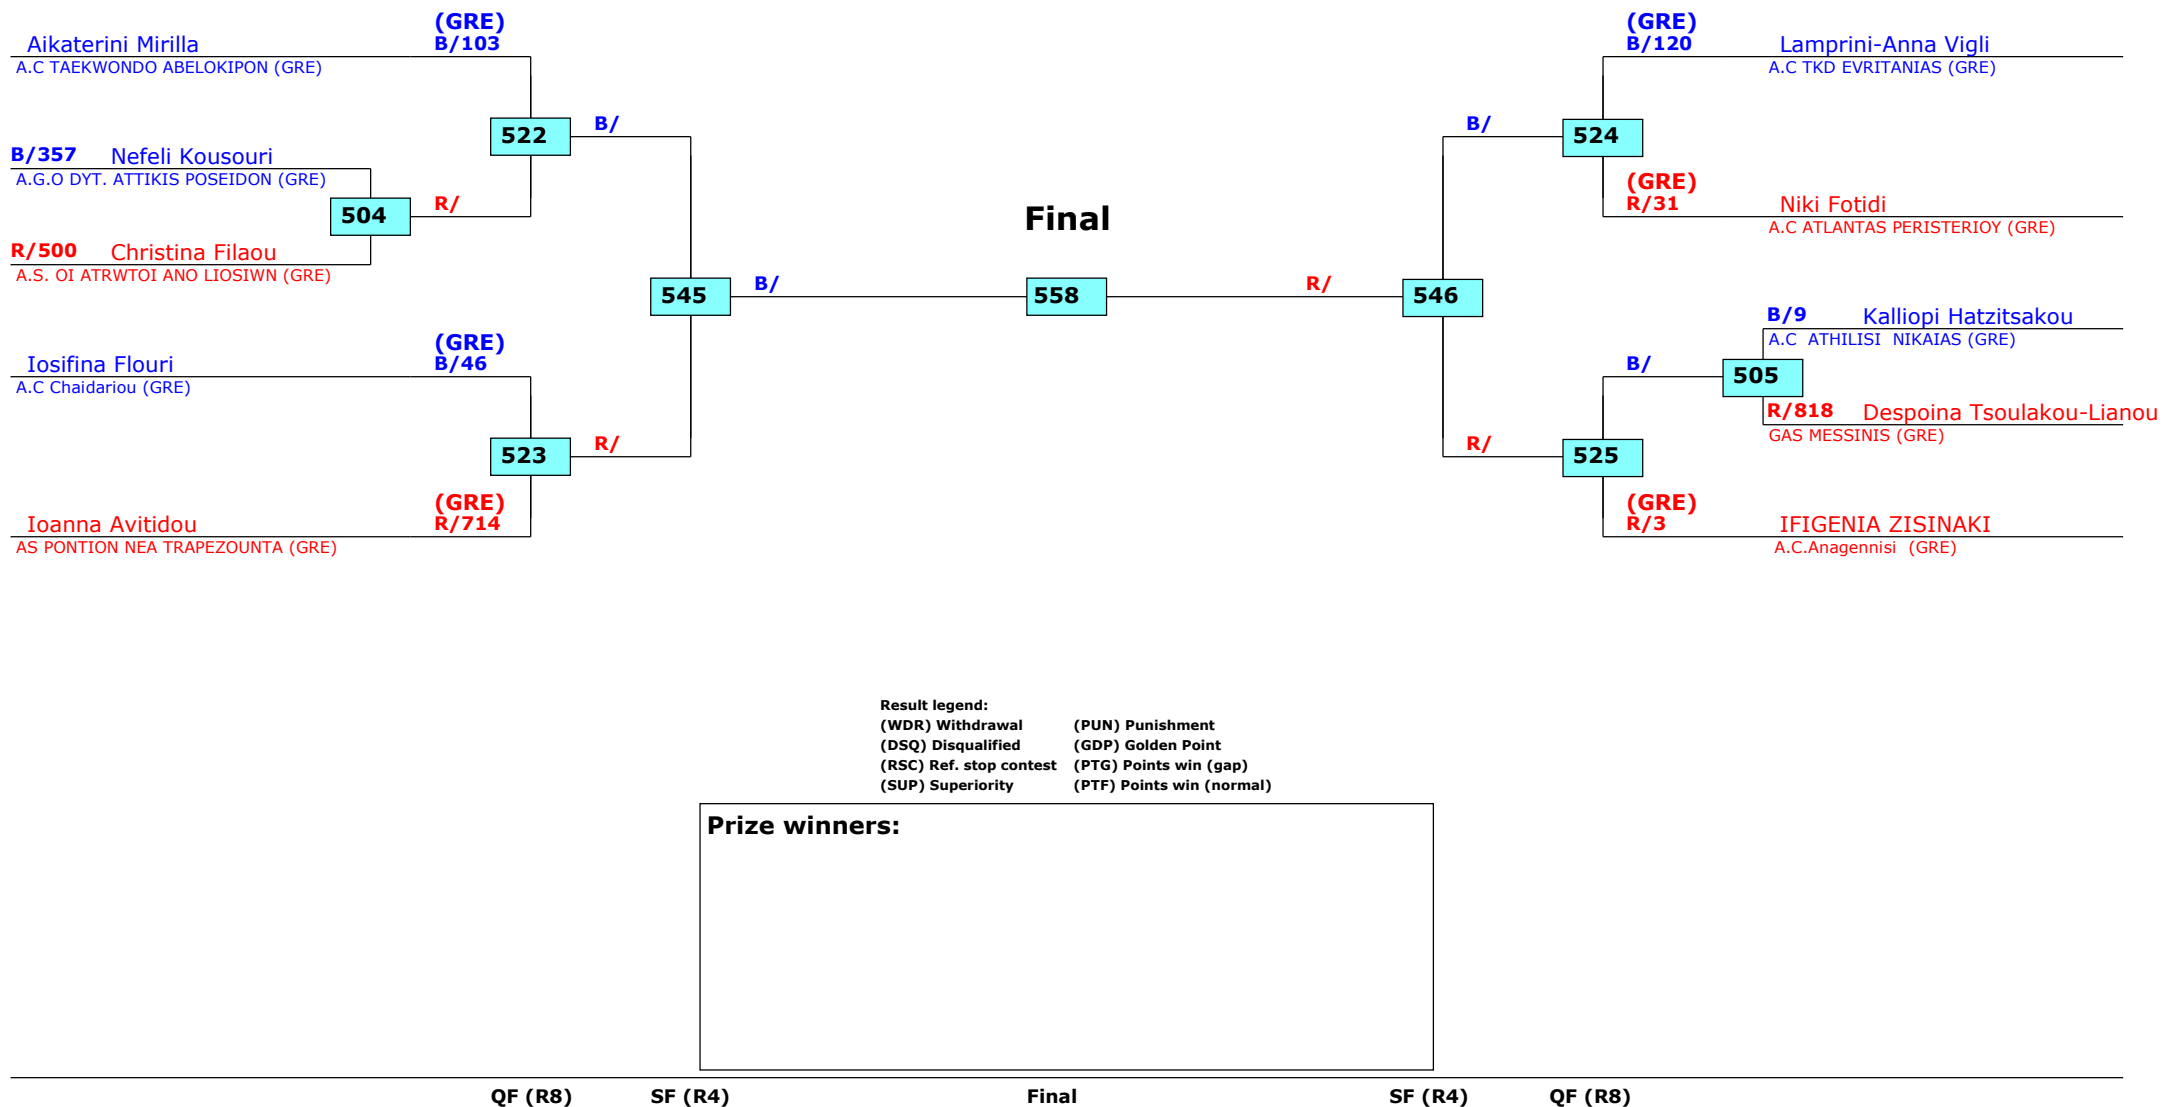 (GRE)
B/103
Aikaterini Mirilla
A.C TAEKWONDO ABELOKIPON (GRE)
522
B/
B/357 Nefeli Kousouri
A.G.O DYT. ATTIKIS POSEIDON (GRE)
504
R/
R/500 Christina Filaou
A.S. OI ATRWTOI ANO LIOSIWN (GRE)
545
B/
(GRE)
B/46
Iosifina Flouri
A.C Chaidariou (GRE)
523
R/
(GRE)
R/714
Ioanna Avitidou
AS PONTION NEA TRAPEZOUNTA (GRE)
Final
558
(GRE)
B/120 Lamprini-Anna Vigli
A.C TKD EVRITANIAS (GRE)
B/
524
(GRE)
R/31 Niki Fotidi
A.C ATLANTAS PERISTERIOY (GRE)
R/
546
B/9 Kalliopi Hatzitsakou
A.C  ATHILISI  NIKAIAS (GRE)
B/
505
R/818 Despoina Tsoulakou-Lianou
GAS MESSINIS (GRE)
R/
525
(GRE)
R/3 IFIGENIA ZISINAKI
A.C.Anagennisi  (GRE)
Result legend:
(WDR) Withdrawal (PUN) Punishment
(DSQ) Disqualified (GDP) Golden Point
(RSC) Ref. stop contest (PTG) Points win (gap)
(SUP) Superiority (PTF) Points win (normal)
Prize winners:
QF (R8) SF (R4) Final SF (R4) QF (R8)